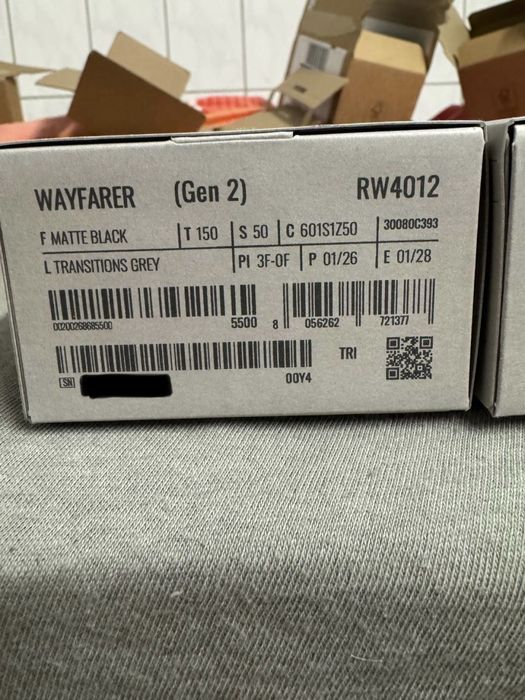 WAYFARER (Gen 2) RW4012
F MATTE BLACK T 150 S 50 C 601S1Z50 30080C393
L TRANSITIONS GREY PI 3F-0F P 01/26 E 01/28
00200268685500 5500 8 056262 721377
SN 00Y4 TRI